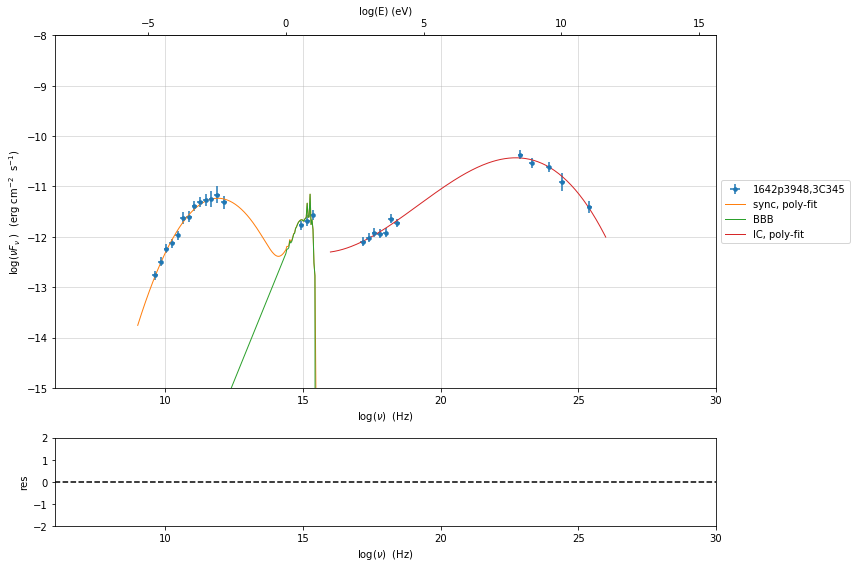 log(E) (eV)
−5 0 5 10 15
−8
−9
−10
−11
−12
−13
−14
−15
log(νFν ) (erg cm−2 s−1)
10 15 20 25 30
log(ν) (Hz)
1642p3948,3C345
sync, poly-fit
BBB
IC, poly-fit
2
1
0
−1
−2
res
10 15 20 25 30
log(ν) (Hz)